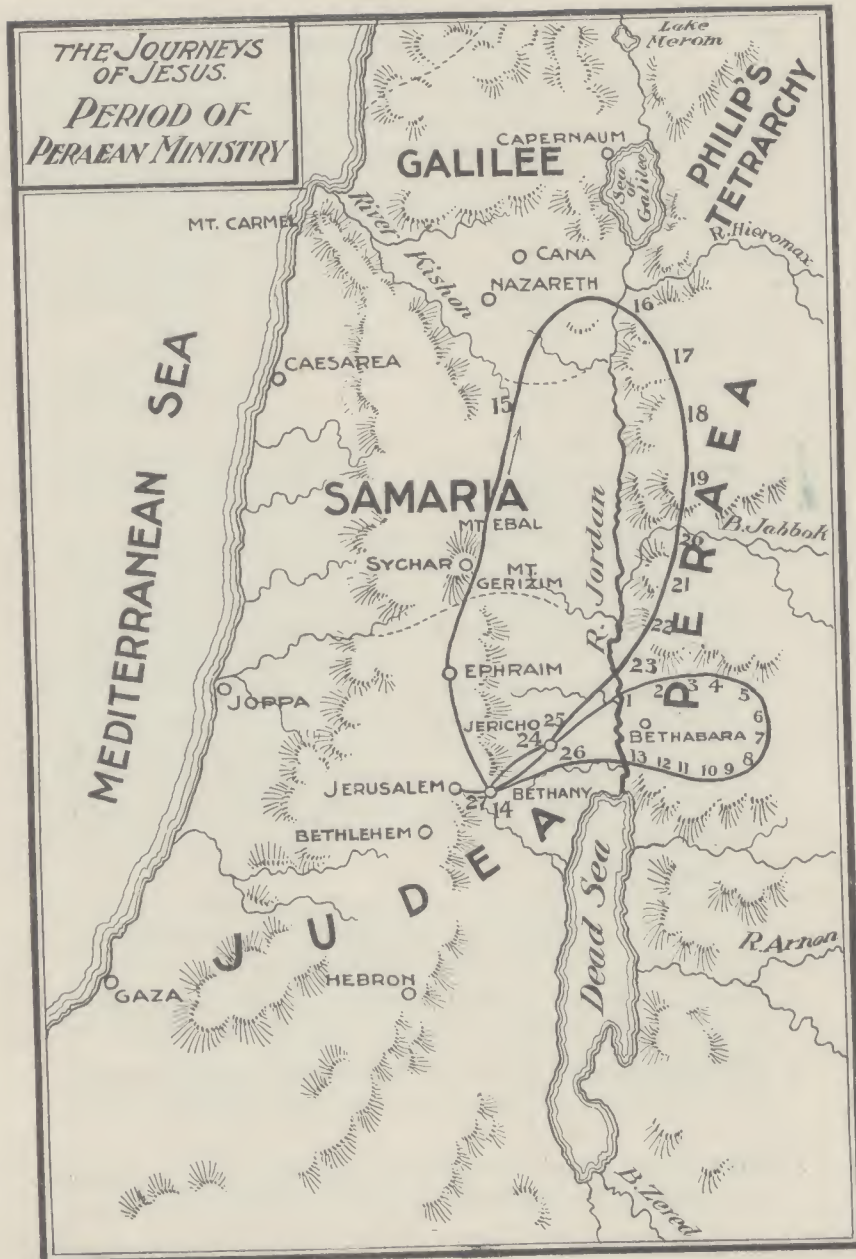 THE JOURNEYS
OF JESUS.
PERIOD OF
PERAEAN MINISTRY
Lake
Merom
PHILIP'S
TETRARCHY
CAPERNAUM
GALILEE
Sea
of
Galilee
MT. CARMEL
River
Kishon
CANA
R. Hieromax
NAZARETH
16
17
CAESAREA
15
18
MEDITERRANEAN SEA
PERAEA
19
SAMARIA
MT. EBAL
R. Jordan
B. Jabbok
20
SYCHAR
MT.
GERIZIM
21
22
EPHRAIM
23
JOPPA
1
2
3
4
5
6
7
8
9
10
11
12
13
JERICHO
25
24
26
BETHABARA
JERUSALEM
27
14
BETHANY
BETHLEHEM
JUDEA
Dead Sea
R. Arnon
GAZA
HEBRON
B. Zered